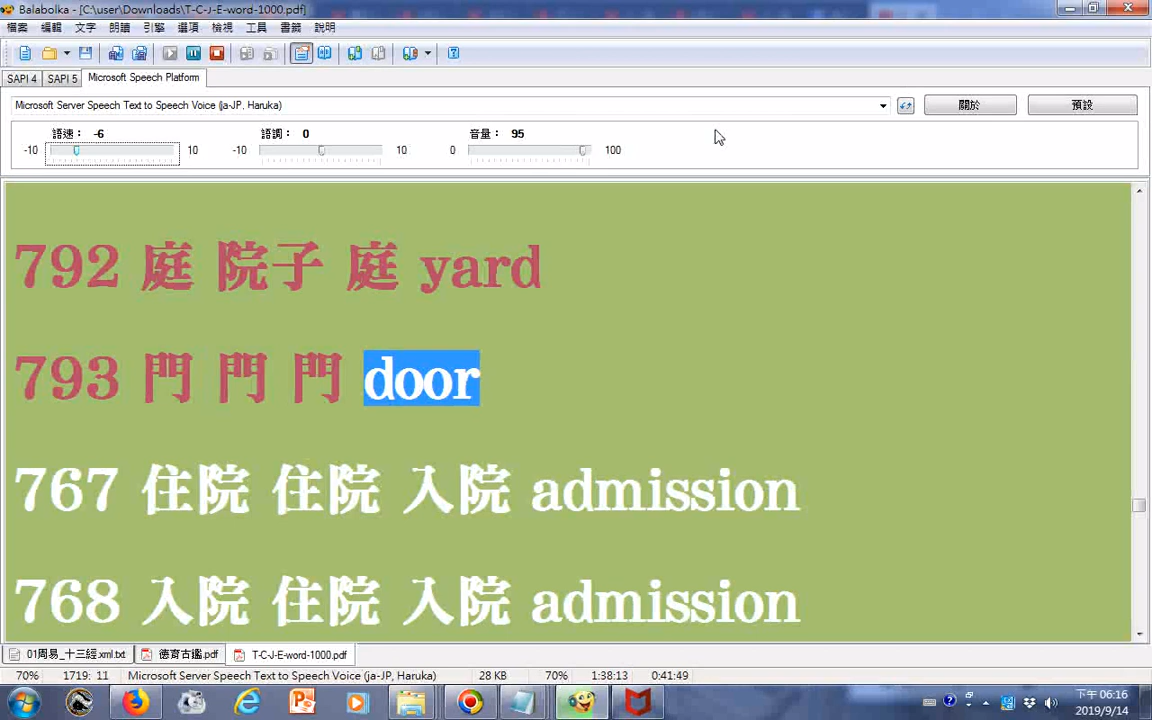 Balabolka - [C:\user\Downloads\T-C-J-E-word-1000.pdf]
檔案 編輯 文字 朗讀 引擎 選項 檢視 工具 書籤 說明
SAPI 4 SAPI 5 Microsoft Speech Platform
Microsoft Server Speech Text to Speech Voice (ja-JP, Haruka) 關於 預設
語速： -6 語調： 0 音量： 95
-10 10 -10 10 0 100
792 庭 院子 庭 yard
793 門 門 門 door
767 住院 住院 入院 admission
768 入院 住院 入院 admission
01周易_十三經.xml.txt 德育古鑑.pdf T-C-J-E-word-1000.pdf
70% 1719: 11 Microsoft Server Speech Text to Speech Voice (ja-JP, Haruka) 28 KB 70% 1:38:13 0:41:49
下午 06:16
2019/9/14